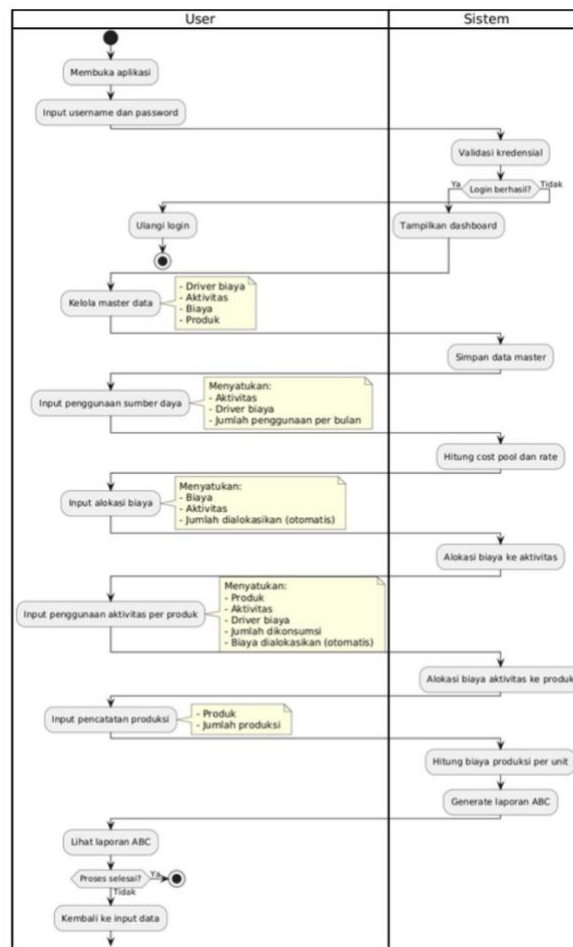 User
Sistem
Membuka aplikasi
Input username dan password
Validasi kredensial
Login berhasil?
Ya
Tidak
Ulangi login
Tampilkan dashboard
Kelola master data
- Driver biaya
- Aktivitas
- Biaya
- Produk
Simpan data master
Input penggunaan sumber daya
Menyatukan:
- Aktivitas
- Driver biaya
- Jumlah penggunaan per bulan
Hitung cost pool dan rate
Input alokasi biaya
Menyatukan:
- Biaya
- Aktivitas
- Jumlah dialokasikan (otomatis)
Alokasi biaya ke aktivitas
Input penggunaan aktivitas per produk
Menyatukan:
- Produk
- Aktivitas
- Driver biaya
- Jumlah dikonsumsi
- Biaya dialokasikan (otomatis)
Alokasi biaya aktivitas ke produk
Input pencatatan produksi
- Produk
- Jumlah produksi
Hitung biaya produksi per unit
Generate laporan ABC
Lihat laporan ABC
Proses selesai?
Ya
Tidak
Kembali ke input data